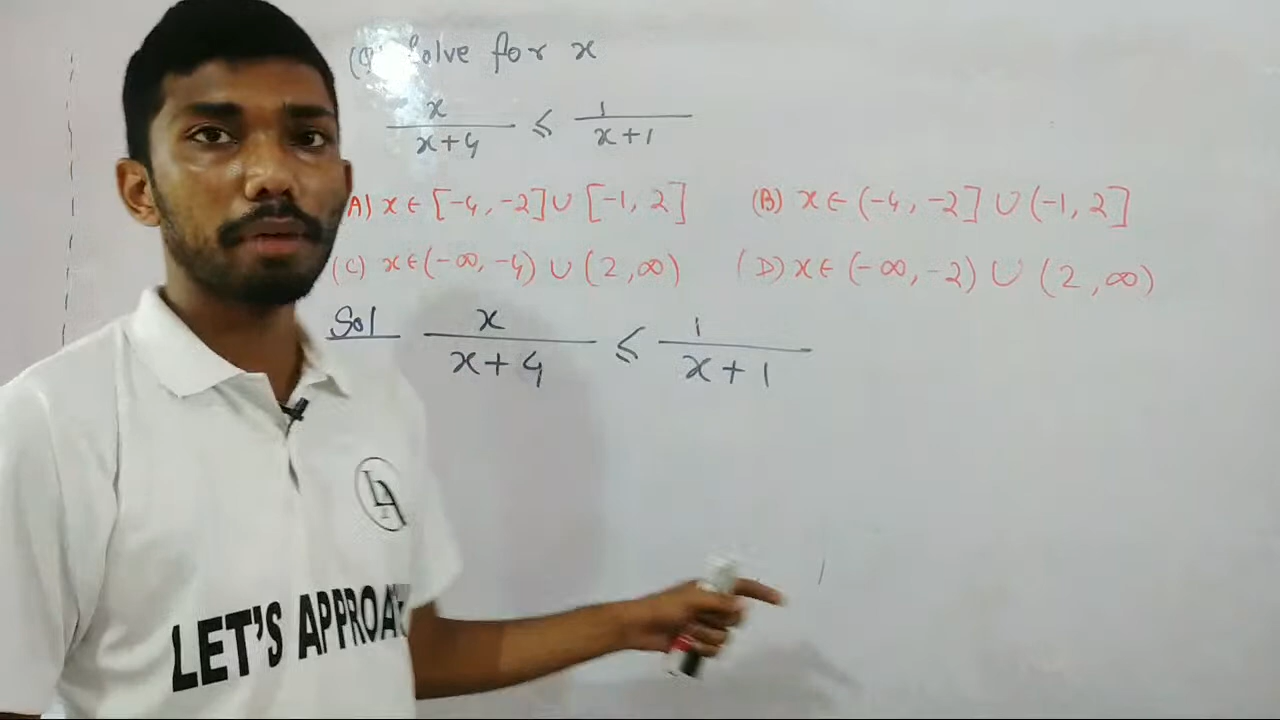 (Q) Solve for x
x/(x+4) ≤ 1/(x+1)
A) x ∈ [-4, -2] ∪ [-1, 2] (B) x ∈ (-4, -2] ∪ (-1, 2]
(C) x ∈ (-∞, -4) ∪ (2, ∞) (D) x ∈ (-∞, -2) ∪ (2, ∞)
Sol x/(x+4) ≤ 1/(x+1)
LA
LET'S APPROA